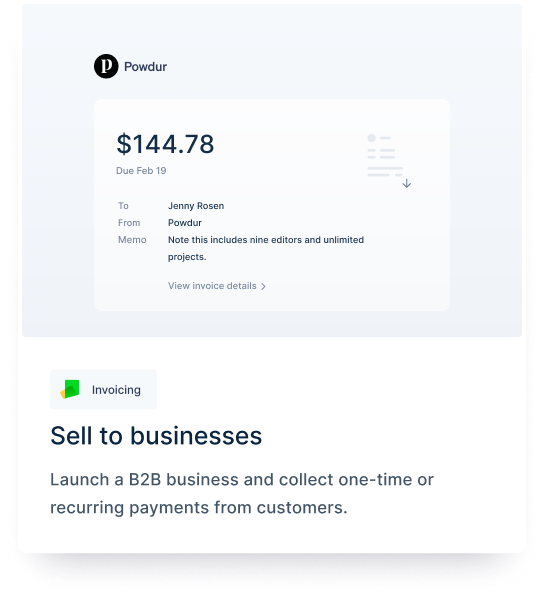 Powdur
$144.78
Due Feb 19
To Jenny Rosen
From Powdur
Memo Note this includes nine editors and unlimited
projects.
View invoice details
Invoicing
Sell to businesses
Launch a B2B business and collect one-time or
recurring payments from customers.